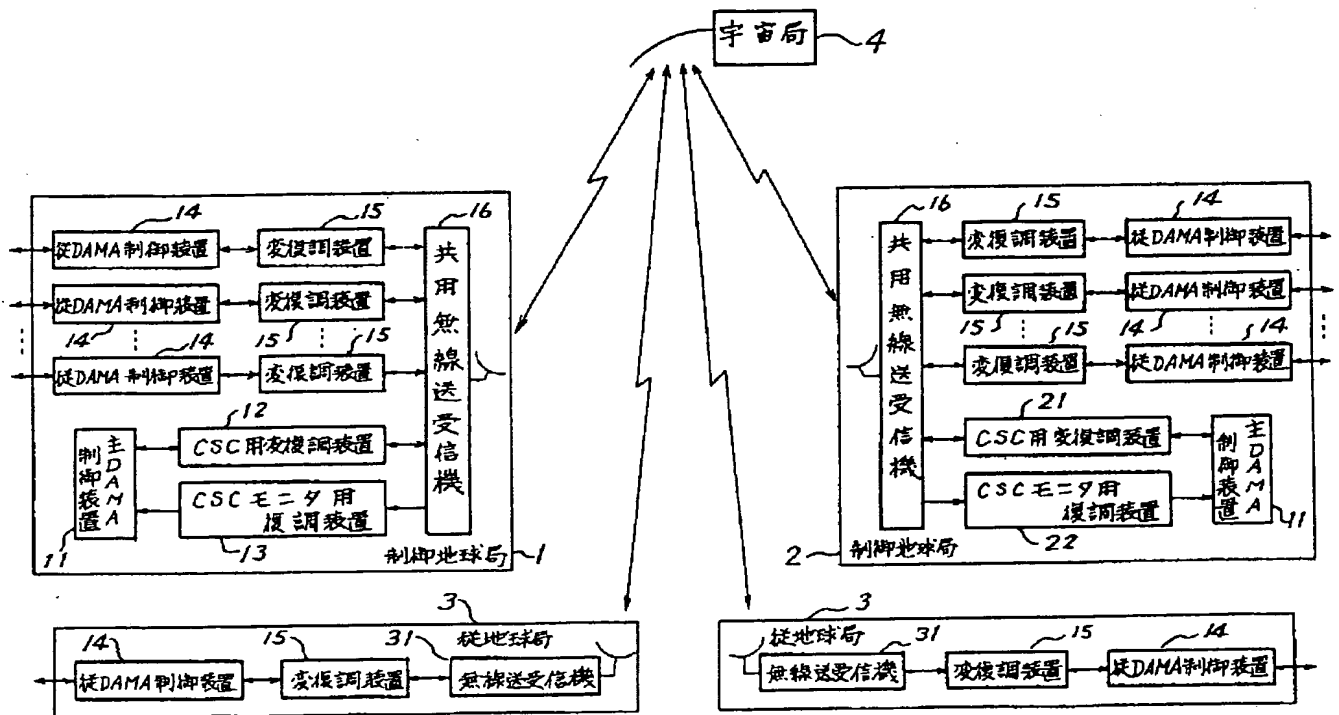 宇宙局
4
14
15
16
従DAMA制御装置
変復調装置
共用無線送受信機
従DAMA制御装置
変復調装置
14
14
15
15
従DAMA制御装置
変復調装置
12
CSC用変復調装置
主DAMA
制御装置
CSCモニタ用
復調装置
11
13
制御地球局
1
16
15
14
共用無線送受信機
変復調装置
従DAMA制御装置
変復調装置
従DAMA制御装置
15
15
14
14
変復調装置
従DAMA制御装置
21
CSC用変復調装置
主DAMA
制御装置
CSCモニタ用
復調装置
2
制御地球局
22
11
3
14
15
31
従地球局
従DAMA制御装置
変復調装置
無線送受信機
3
従地球局
31
15
14
無線送受信機
変復調装置
従DAMA制御装置